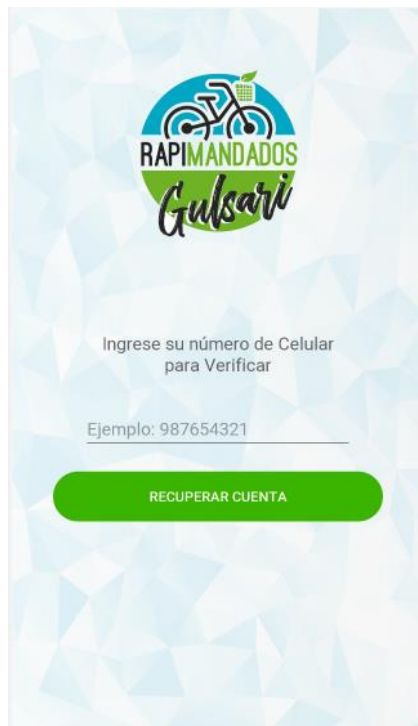 RAPIMANDADOS
Gulsari
Ingrese su número de Celular
para Verificar
Ejemplo: 987654321
RECUPERAR CUENTA